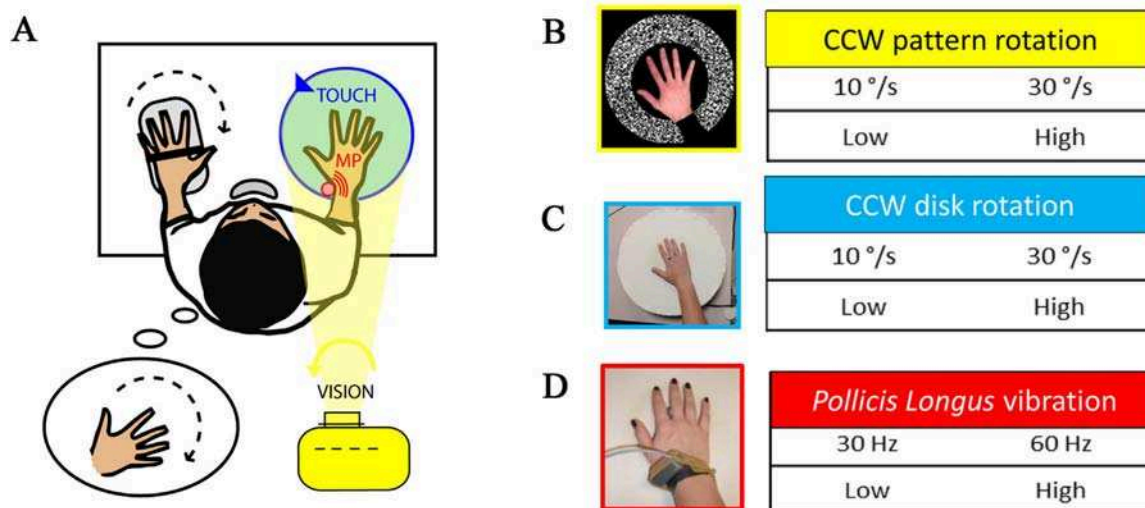 A
TOUCH
MP
VISION
B
CCW pattern rotation
10 °/s 30 °/s
Low High
C
CCW disk rotation
10 °/s 30 °/s
Low High
D
Pollicis Longus vibration
30 Hz 60 Hz
Low High